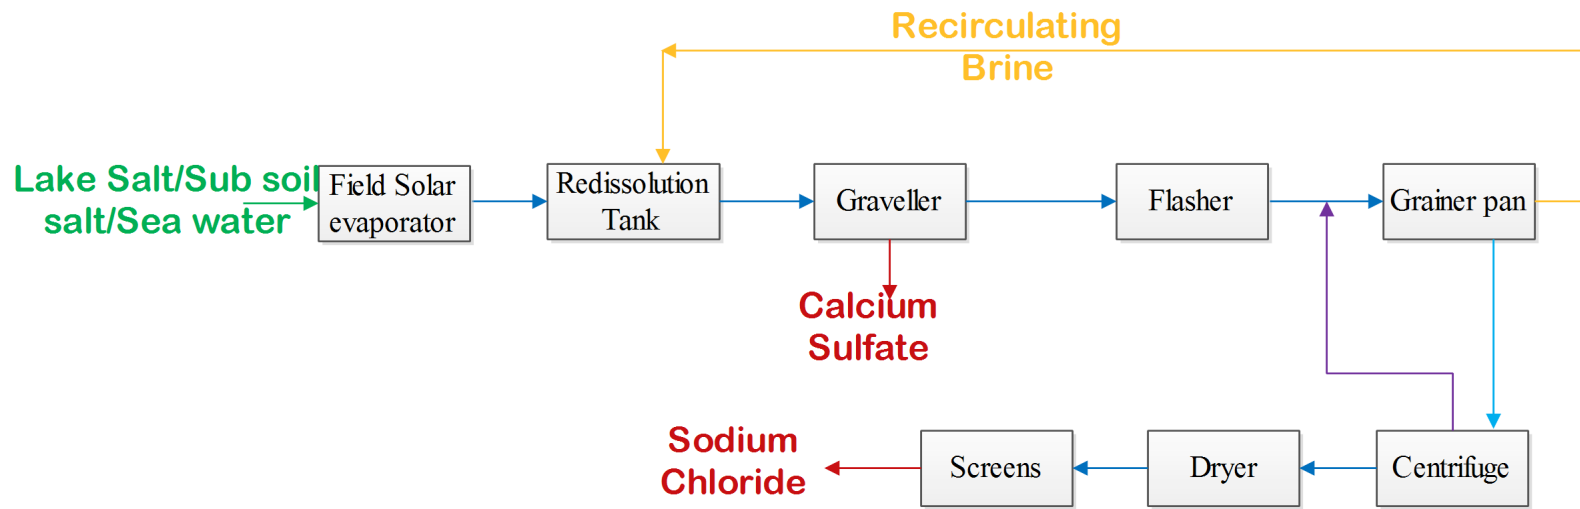 Recirculating
Brine
Lake Salt/Sub soil
salt/Sea water
Field Solar
evaporator
Redissolution
Tank
Graveller
Flasher
Grainer pan
Calcium
Sulfate
Sodium
Chloride
Screens
Dryer
Centrifuge